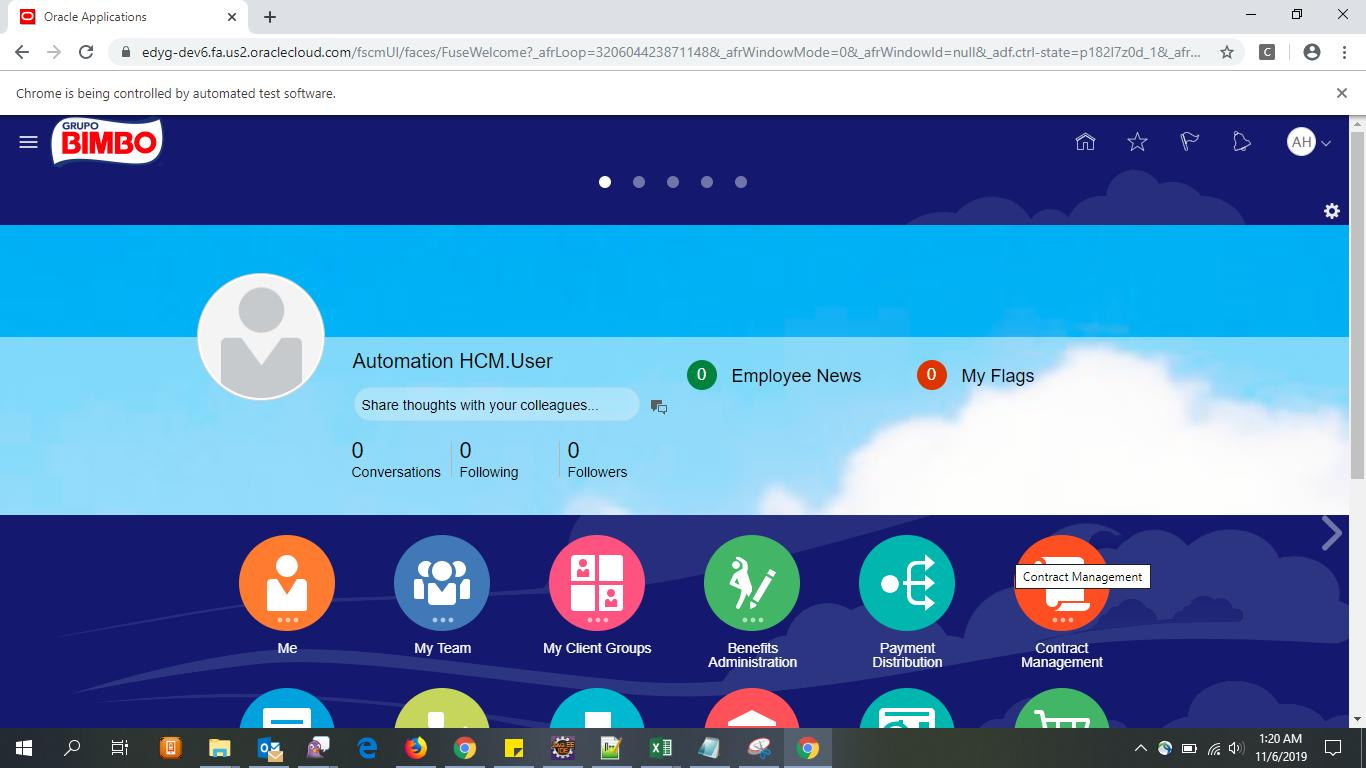 Oracle Applications
edyg-dev6.fa.us2.oraclecloud.com/fscmUI/faces/FuseWelcome?_afrLoop=320604423871148&_afrWindowMode=0&_afrWindowId=null&_adf.ctrl-state=p182l7z0d_1&_afr...
C
Chrome is being controlled by automated test software.
GRUPO
BIMBO
AH
Automation HCM.User
0 Employee News
0 My Flags
Share thoughts with your colleagues...
0 0 0
Conversations Following Followers
Contract Management
Me
My Team
My Client Groups
Benefits
Administration
Payment
Distribution
Contract
Management
1:20 AM
11/6/2019